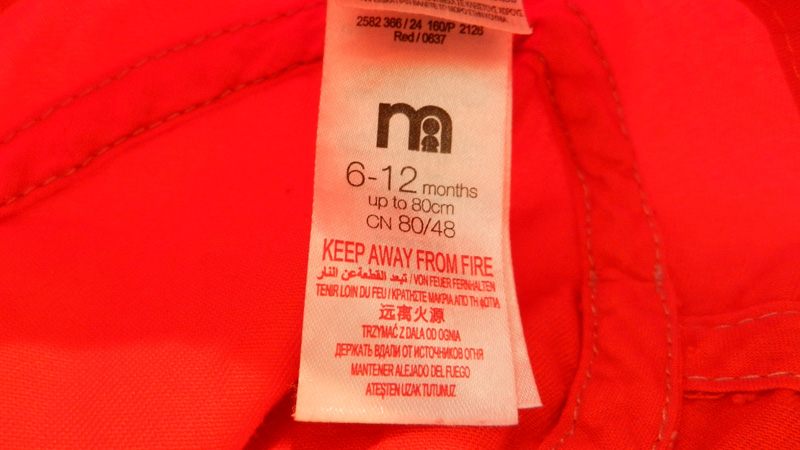 2582 366 / 24 160/P 2126
Red / 0637
m
6-12 months
up to 80cm
CN 80/48
KEEP AWAY FROM FIRE
تبعد القطعة عن النار / VON FEUER FERNHALTEN
TENIR LOIN DU FEU / ΚΡΑΤΗΣΤΕ ΜΑΚΡΙΑ ΑΠΟ ΤΗ ΦΩΤΙΑ
远离火源
TRZYMAĆ Z DALA OD OGNIA
ДЕРЖАТЬ ВДАЛИ ОТ ИСТОЧНИКОВ ОГНЯ
MANTENER ALEJADO DEL FUEGO
ATEŞTEN UZAK TUTUNUZ